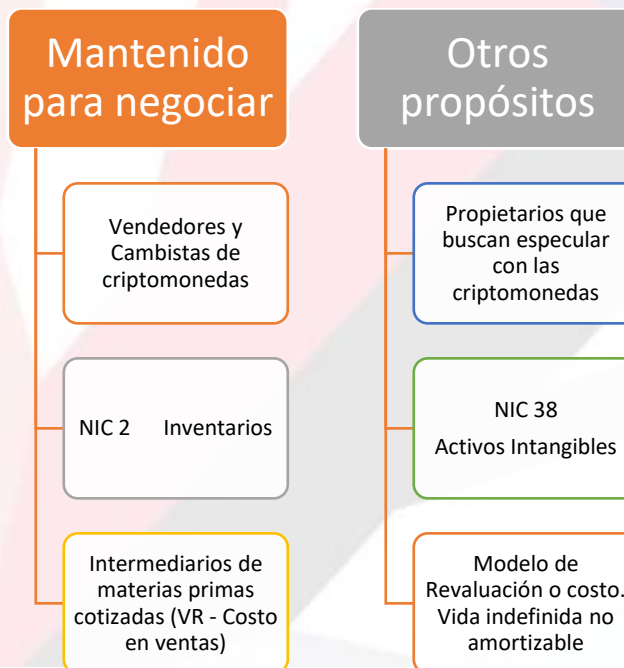 Mantenido
para negociar
Vendedores y
Cambistas de
criptomonedas
NIC 2 Inventarios
Intermediarios de
materias primas
cotizadas (VR - Costo
en ventas)
Otros
propósitos
Propietarios que
buscan especular
con las
criptomonedas
NIC 38
Activos Intangibles
Modelo de
Revaluación o costo.
Vida indefinida no
amortizable